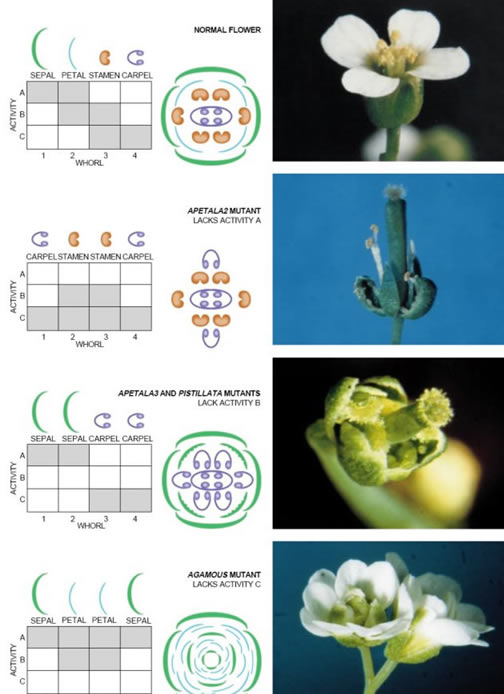 NORMAL FLOWER
SEPAL PETAL STAMEN CARPEL
A
B
C
ACTIVITY
1 2 3 4
WHORL
APETALA2 MUTANT
LACKS ACTIVITY A
CARPEL STAMEN STAMEN CARPEL
A
B
C
ACTIVITY
1 2 3 4
WHORL
APETALA3 AND PISTILLATA MUTANTS
LACK ACTIVITY B
SEPAL SEPAL CARPEL CARPEL
A
B
C
ACTIVITY
1 2 3 4
WHORL
AGAMOUS MUTANT
LACKS ACTIVITY C
SEPAL PETAL PETAL SEPAL
A
B
C
ACTIVITY